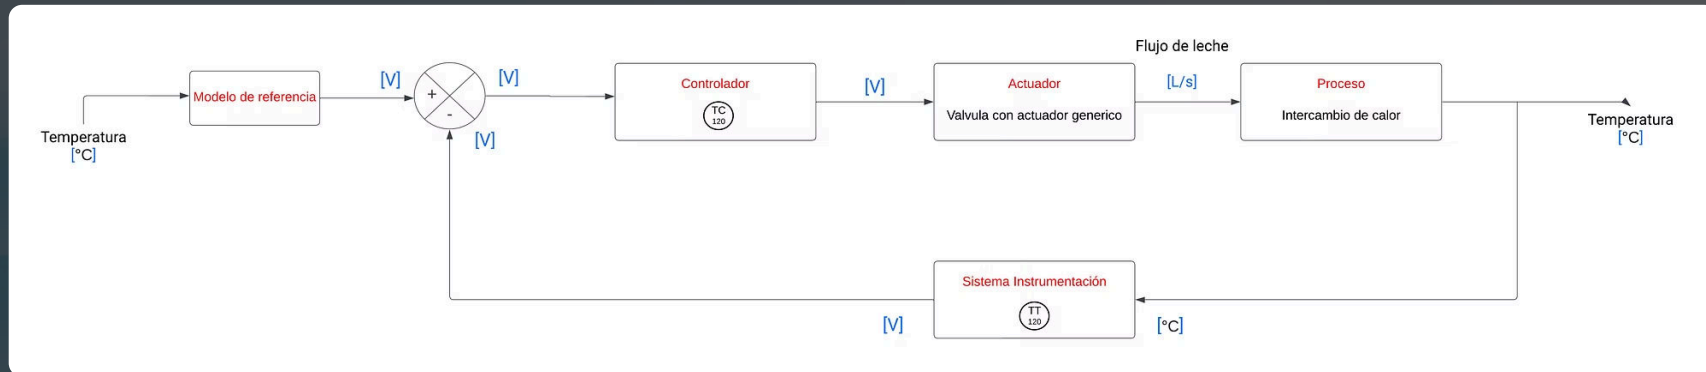 Flujo de leche
[V]
[V]
[V]
[L/s]
Modelo de referencia
+
-
Controlador
TC
120
Actuador
Valvula con actuador generico
Proceso
Intercambio de calor
Temperatura
[°C]
Temperatura
[°C]
[V]
Sistema Instrumentación
TT
120
[V]
[°C]